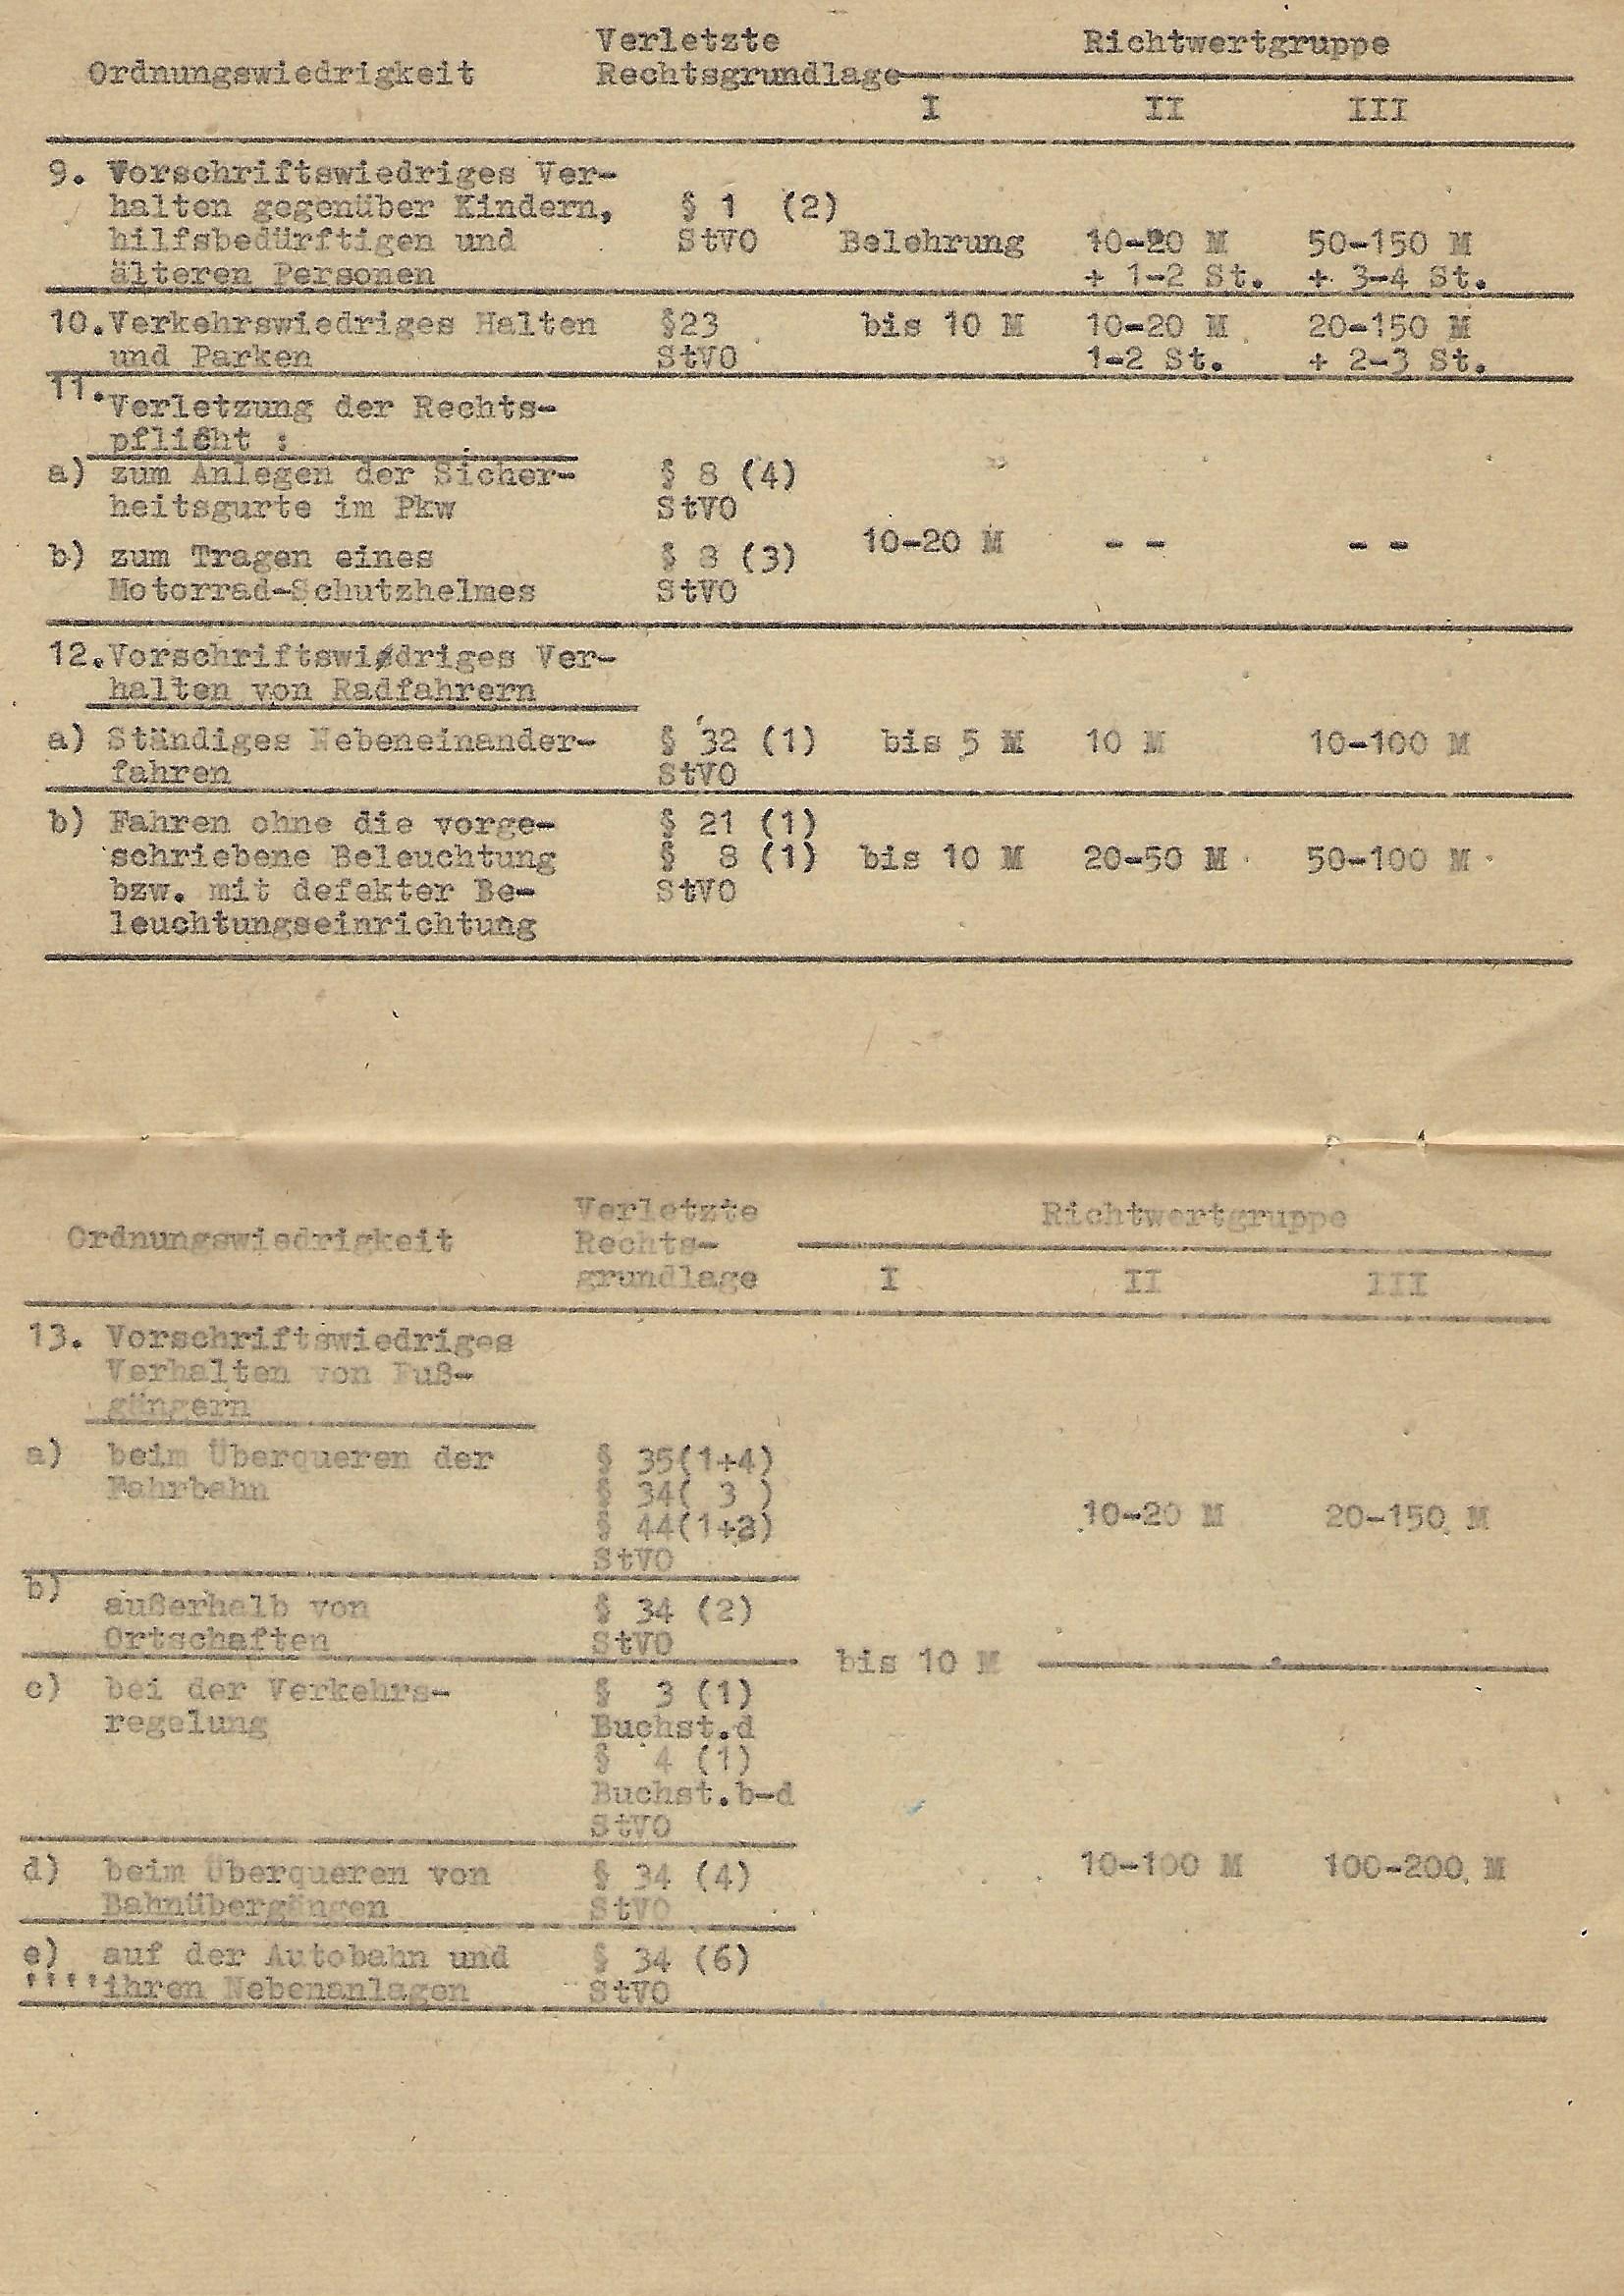 Verletzte Richtwertgruppe
Ordnungswiedrigkeit Rechtsgrundlage
I II III
9. Vorschriftswiedriges Ver-
halten gegenüber Kindern, § 1 (2)
hilfsbedürftigen und StVO Belehrung 10-20 M 50-150 M
älteren Personen + 1-2 St. + 3-4 St.
10. Verkehrswiedriges Halten §23 bis 10 M 10-20 M 20-150 M
und Parken StVO 1-2 St. + 2-3 St.
11. Verletzung der Rechts-
pflicht :
a) zum Anlegen der Sicher- § 8 (4)
heitsgurte im Pkw StVO
10-20 M - - - -
b) zum Tragen eines § 8 (3)
Motorrad-Schutzhelmes StVO
12. Vorschriftswiedriges Ver-
halten von Radfahrern
a) Ständiges Nebeneinander- § 32 (1) bis 5 M 10 M 10-100 M
fahren StVO
b) Fahren ohne die vorge- § 21 (1)
schriebene Beleuchtung § 8 (1) bis 10 M 20-50 M 50-100 M
bzw. mit defekter Be- StVO
leuchtungseinrichtung
Verletzte Richtwertgruppe
Ordnungswiedrigkeit Rechts-
grundlage I II III
13. Vorschriftswiedriges
Verhalten von Fuß-
gängern
a) beim Überqueren der § 35(1+4)
Fahrbahn § 34( 3 )
10-20 M 20-150 M
§ 44(1+3)
StVO
b) außerhalb von § 34 (2)
Ortschaften StVO
bis 10 M
c) bei der Verkehrs- § 3 (1)
regelung Buchst.d
§ 4 (1)
Buchst.b-d
StVO
d) beim Überqueren von § 34 (4) 10-100 M 100-200 M
Bahnübergängen StVO
e) auf der Autobahn und § 34 (6)
ihren Nebenanlagen StVO